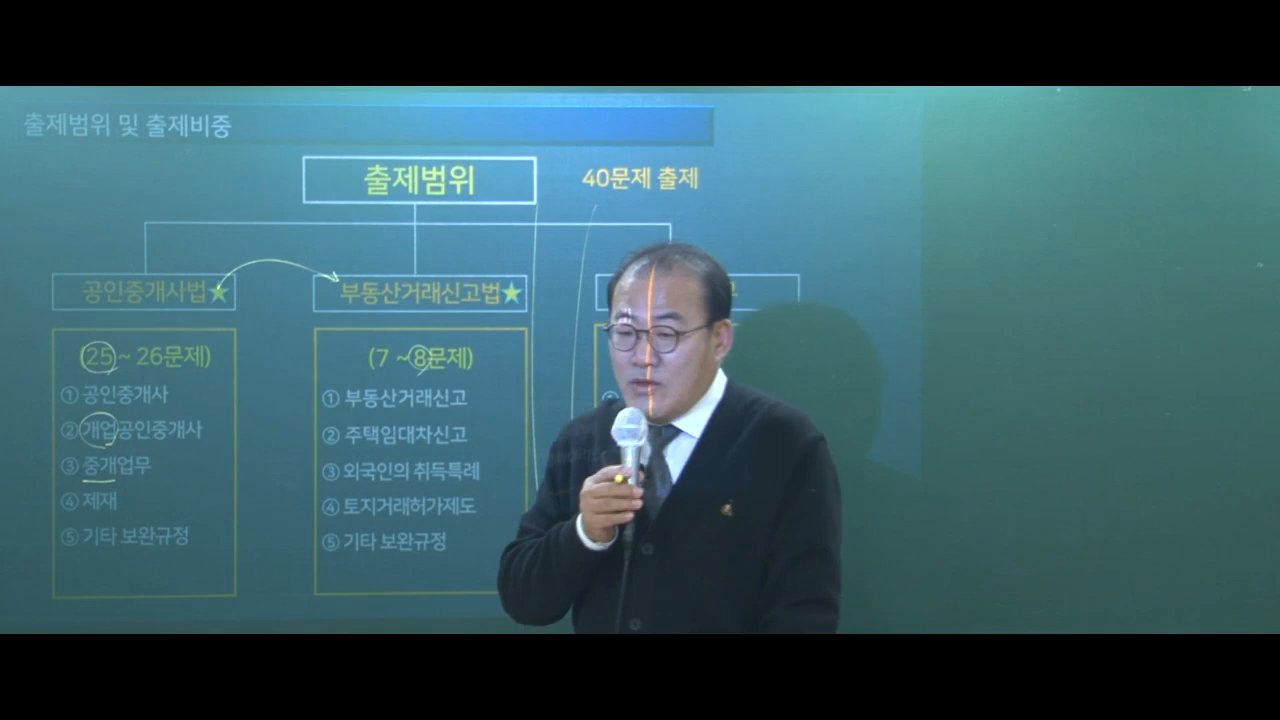 출제범위 및 출제비중
출제범위
40문제 출제
공인중개사법★
부동산거래신고법★
(25 ~ 26문제)
① 공인중개사
② 개업공인중개사
③ 중개업무
④ 제재
⑤ 기타 보완규정
(7 ~ 8문제)
① 부동산거래신고
② 주택임대차신고
③ 외국인의 취득특례
④ 토지거래허가제도
⑤ 기타 보완규정